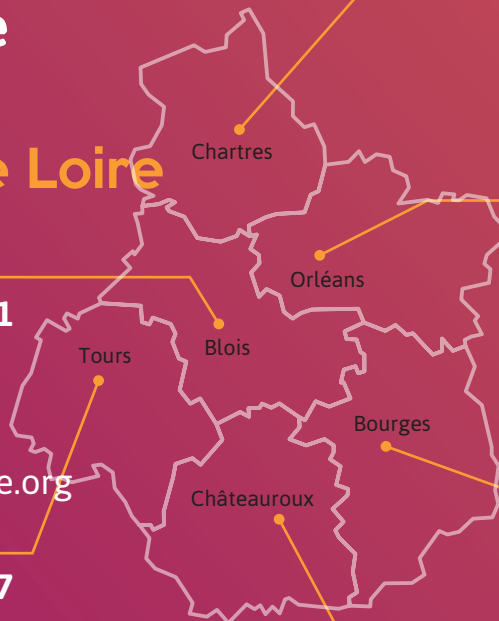 e
Chartres
e Loire
Orléans
1
Blois
Tours
Bourges
e.org
Châteauroux
7